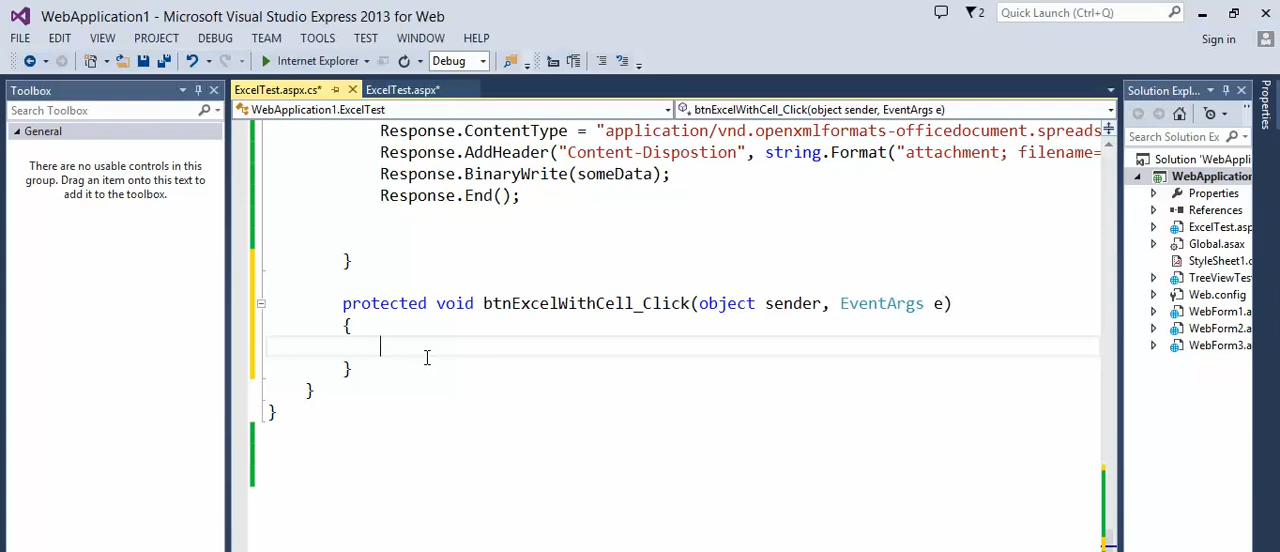 WebApplication1 - Microsoft Visual Studio Express 2013 for Web
2
Quick Launch (Ctrl+Q)
FILE EDIT VIEW PROJECT DEBUG TEAM TOOLS TEST WINDOW HELP
Sign in
Internet Explorer Debug
Toolbox
Search Toolbox
General
There are no usable controls in this
group. Drag an item onto this text to
add it to the toolbox.
ExcelTest.aspx.cs* ExcelTest.aspx*
WebApplication1.ExcelTest btnExcelWithCell_Click(object sender, EventArgs e)
Response.ContentType = "application/vnd.openxmlformats-officedocument.spreads
Response.AddHeader("Content-Dispostion", string.Format("attachment; filename=
Response.BinaryWrite(someData);
Response.End();
}
protected void btnExcelWithCell_Click(object sender, EventArgs e)
{
}
}
}
Solution Expl...
Search Solution Ex
Solution 'WebAppli
WebApplication
Properties
References
ExcelTest.asp
Global.asax
StyleSheet1.c
TreeViewTes
Web.config
WebForm1.a
WebForm2.a
WebForm3.a
Properties